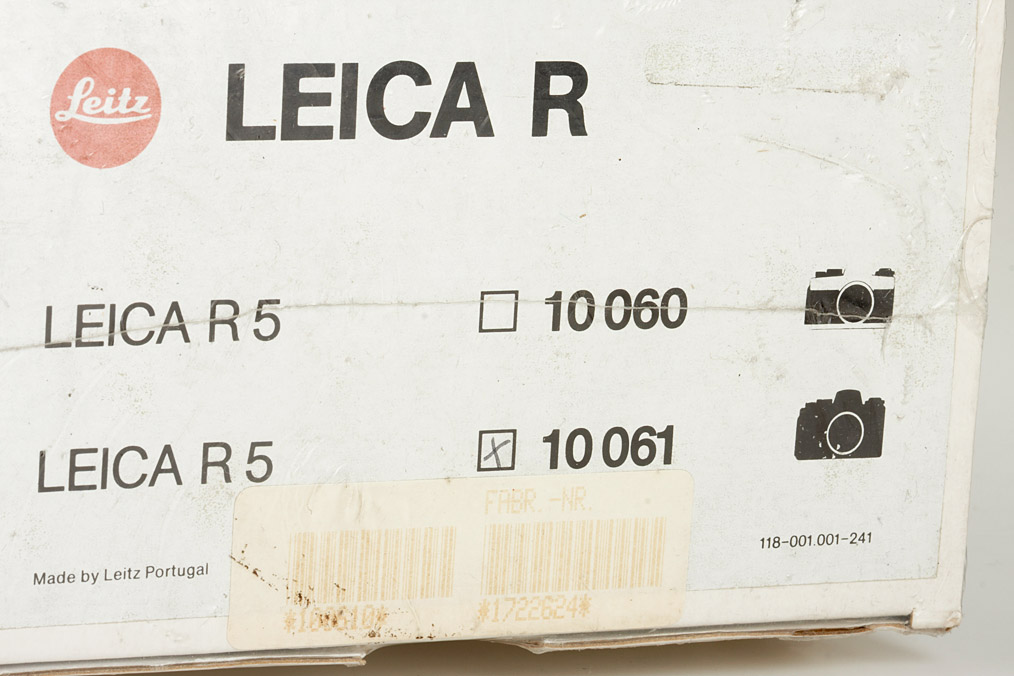 Leitz
LEICA R
LEICA R 5 10 060
LEICA R 5 10 061
FABR.-NR.
118-001.001-241
Made by Leitz Portugal
*1722624*